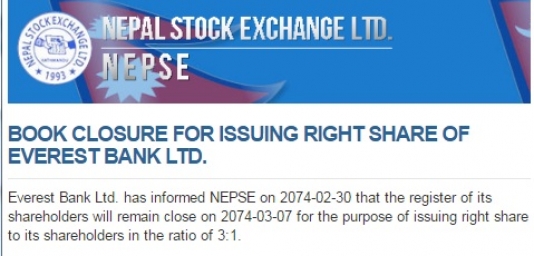 NEPAL STOCK EXCHANGE LTD.
NEPSE
NEPAL STOCK EXCHANGE LTD.
1993
BOOK CLOSURE FOR ISSUING RIGHT SHARE OF
EVEREST BANK LTD.
Everest Bank Ltd. has informed NEPSE on 2074-02-30 that the register of its
shareholders will remain close on 2074-03-07 for the purpose of issuing right share
to its shareholders in the ratio of 3:1.